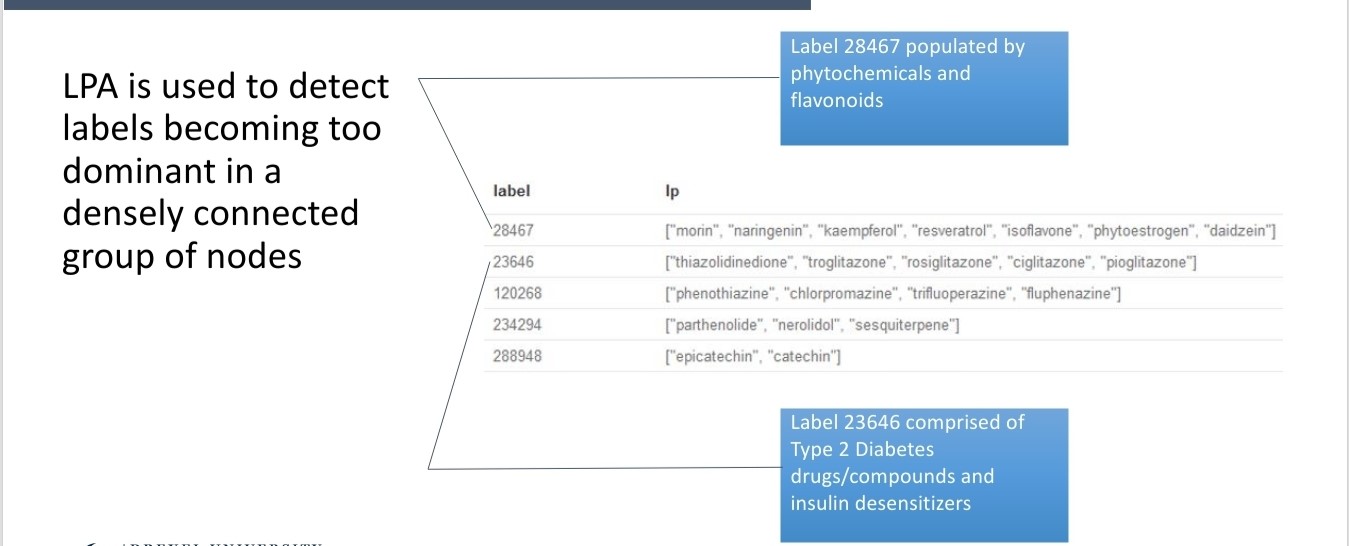 LPA is used to detect
labels becoming too
dominant in a
densely connected
group of nodes
Label 28467 populated by
phytochemicals and
flavonoids
label lp
28467 ["morin", "naringenin", "kaempferol", "resveratrol", "isoflavone", "phytoestrogen", "daidzein"]
23646 ["thiazolidinedione", "troglitazone", "rosiglitazone", "ciglitazone", "pioglitazone"]
120268 ["phenothiazine", "chlorpromazine", "trifluoperazine", "fluphenazine"]
234294 ["parthenolide", "nerolidol", "sesquiterpene"]
288948 ["epicatechin", "catechin"]
Label 23646 comprised of
Type 2 Diabetes
drugs/compounds and
insulin desensitizers